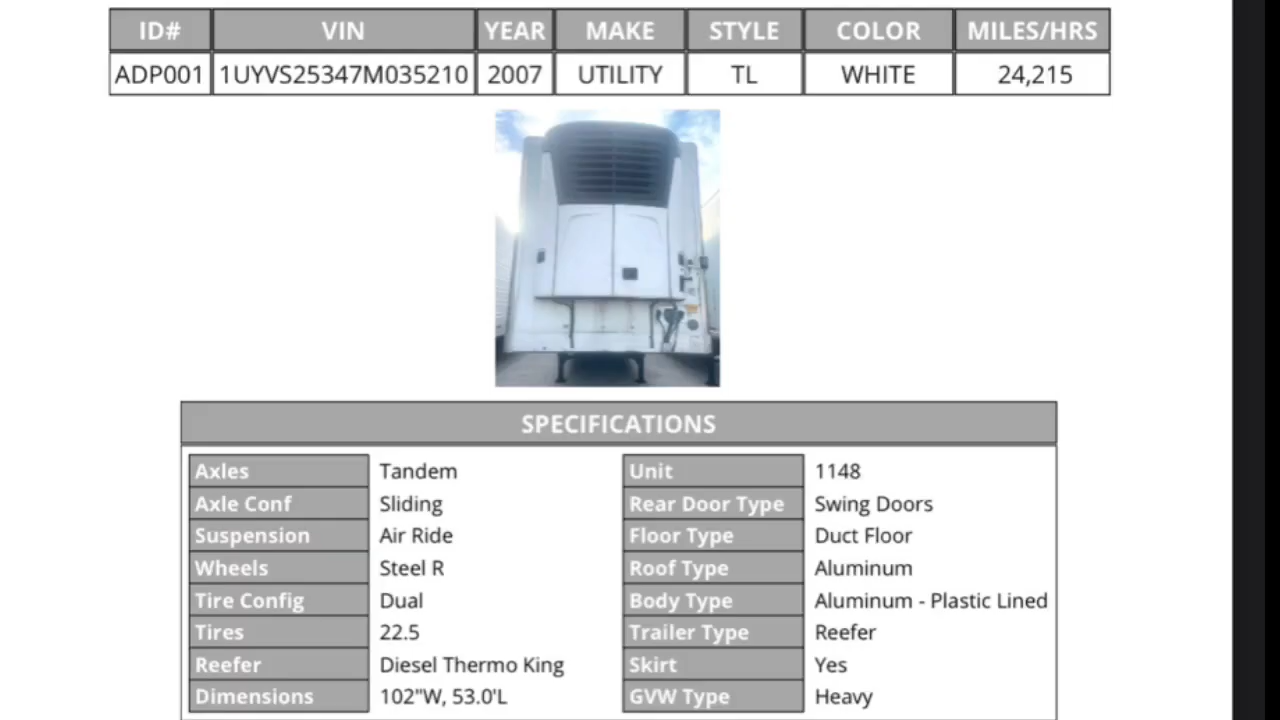 ID# VIN YEAR MAKE STYLE COLOR MILES/HRS
ADP001 1UYVS25347M035210 2007 UTILITY TL WHITE 24,215
SPECIFICATIONS
Axles Tandem Unit 1148
Axle Conf Sliding Rear Door Type Swing Doors
Suspension Air Ride Floor Type Duct Floor
Wheels Steel R Roof Type Aluminum
Tire Config Dual Body Type Aluminum - Plastic Lined
Tires 22.5 Trailer Type Reefer
Reefer Diesel Thermo King Skirt Yes
Dimensions 102"W, 53.0'L GVW Type Heavy